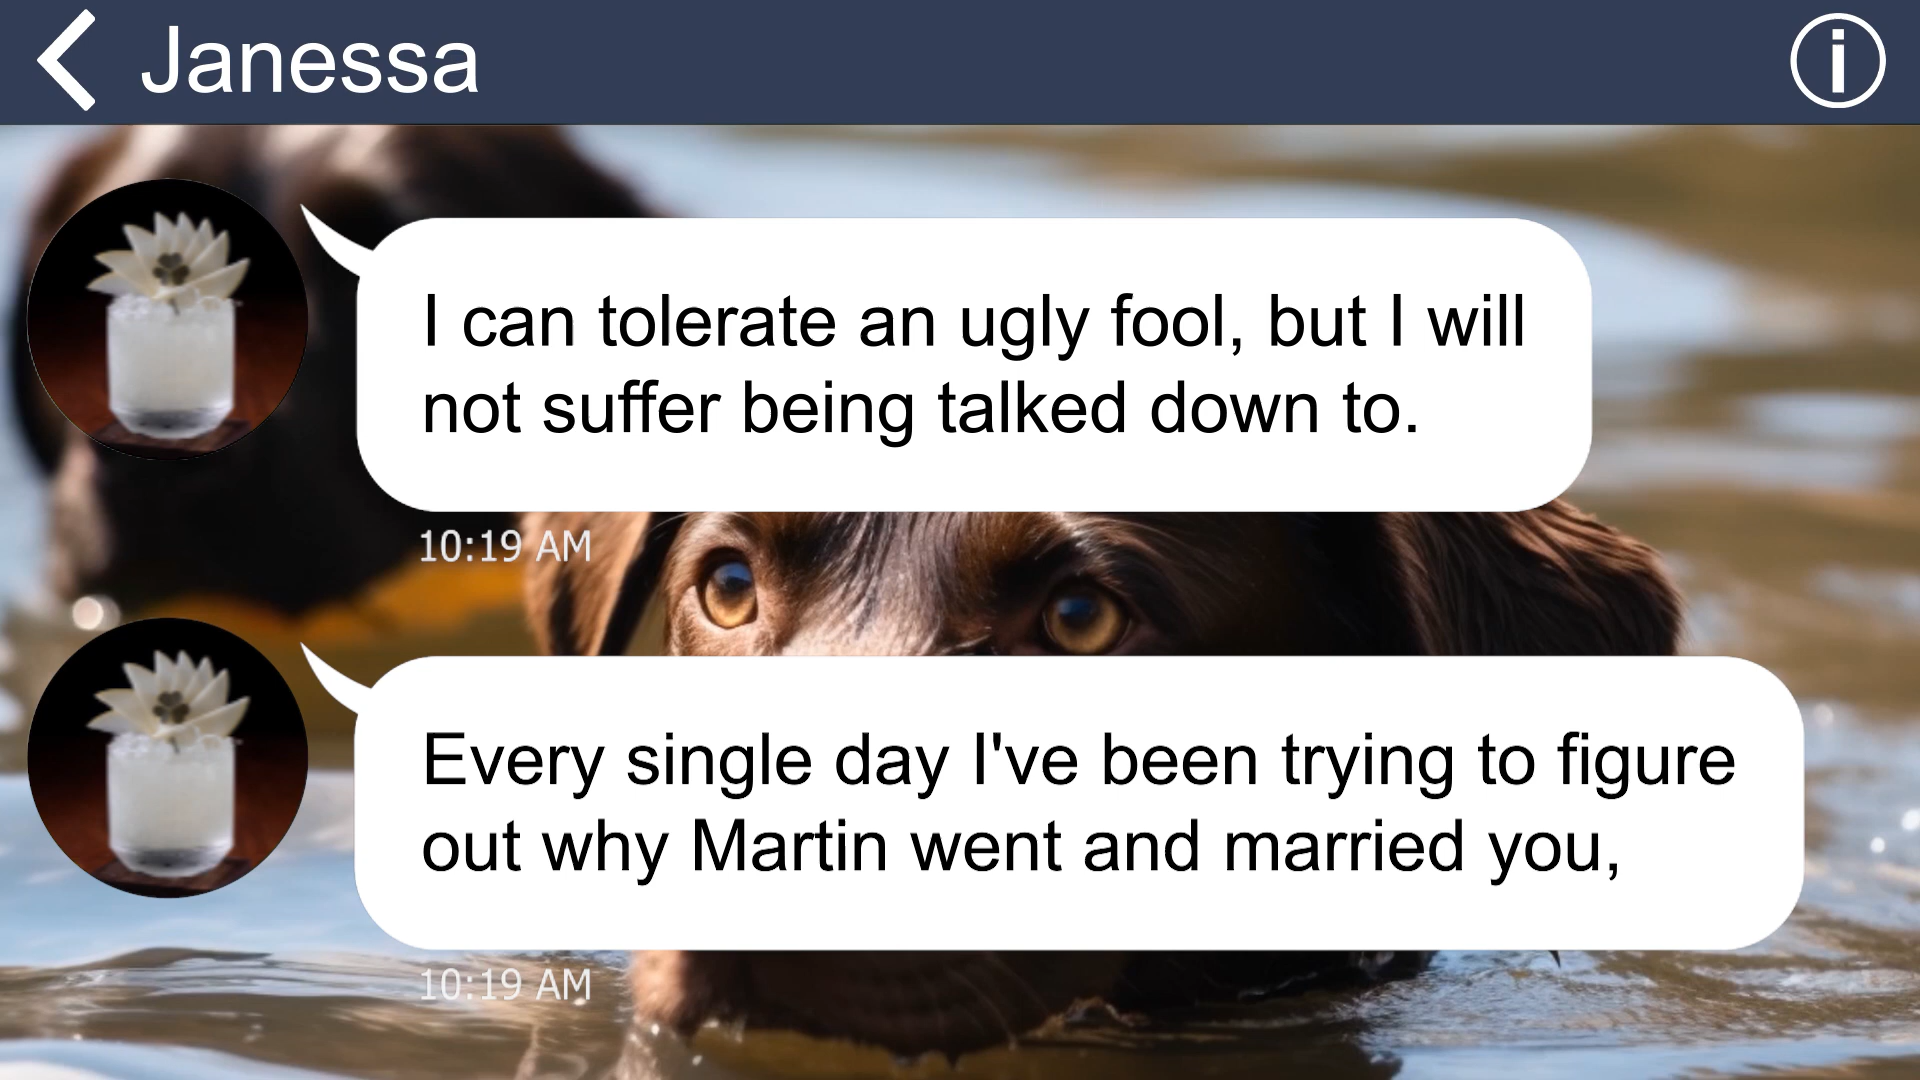 Janessa
I can tolerate an ugly fool, but I will
not suffer being talked down to.
10:19 AM
Every single day I've been trying to figure
out why Martin went and married you,
10:19 AM